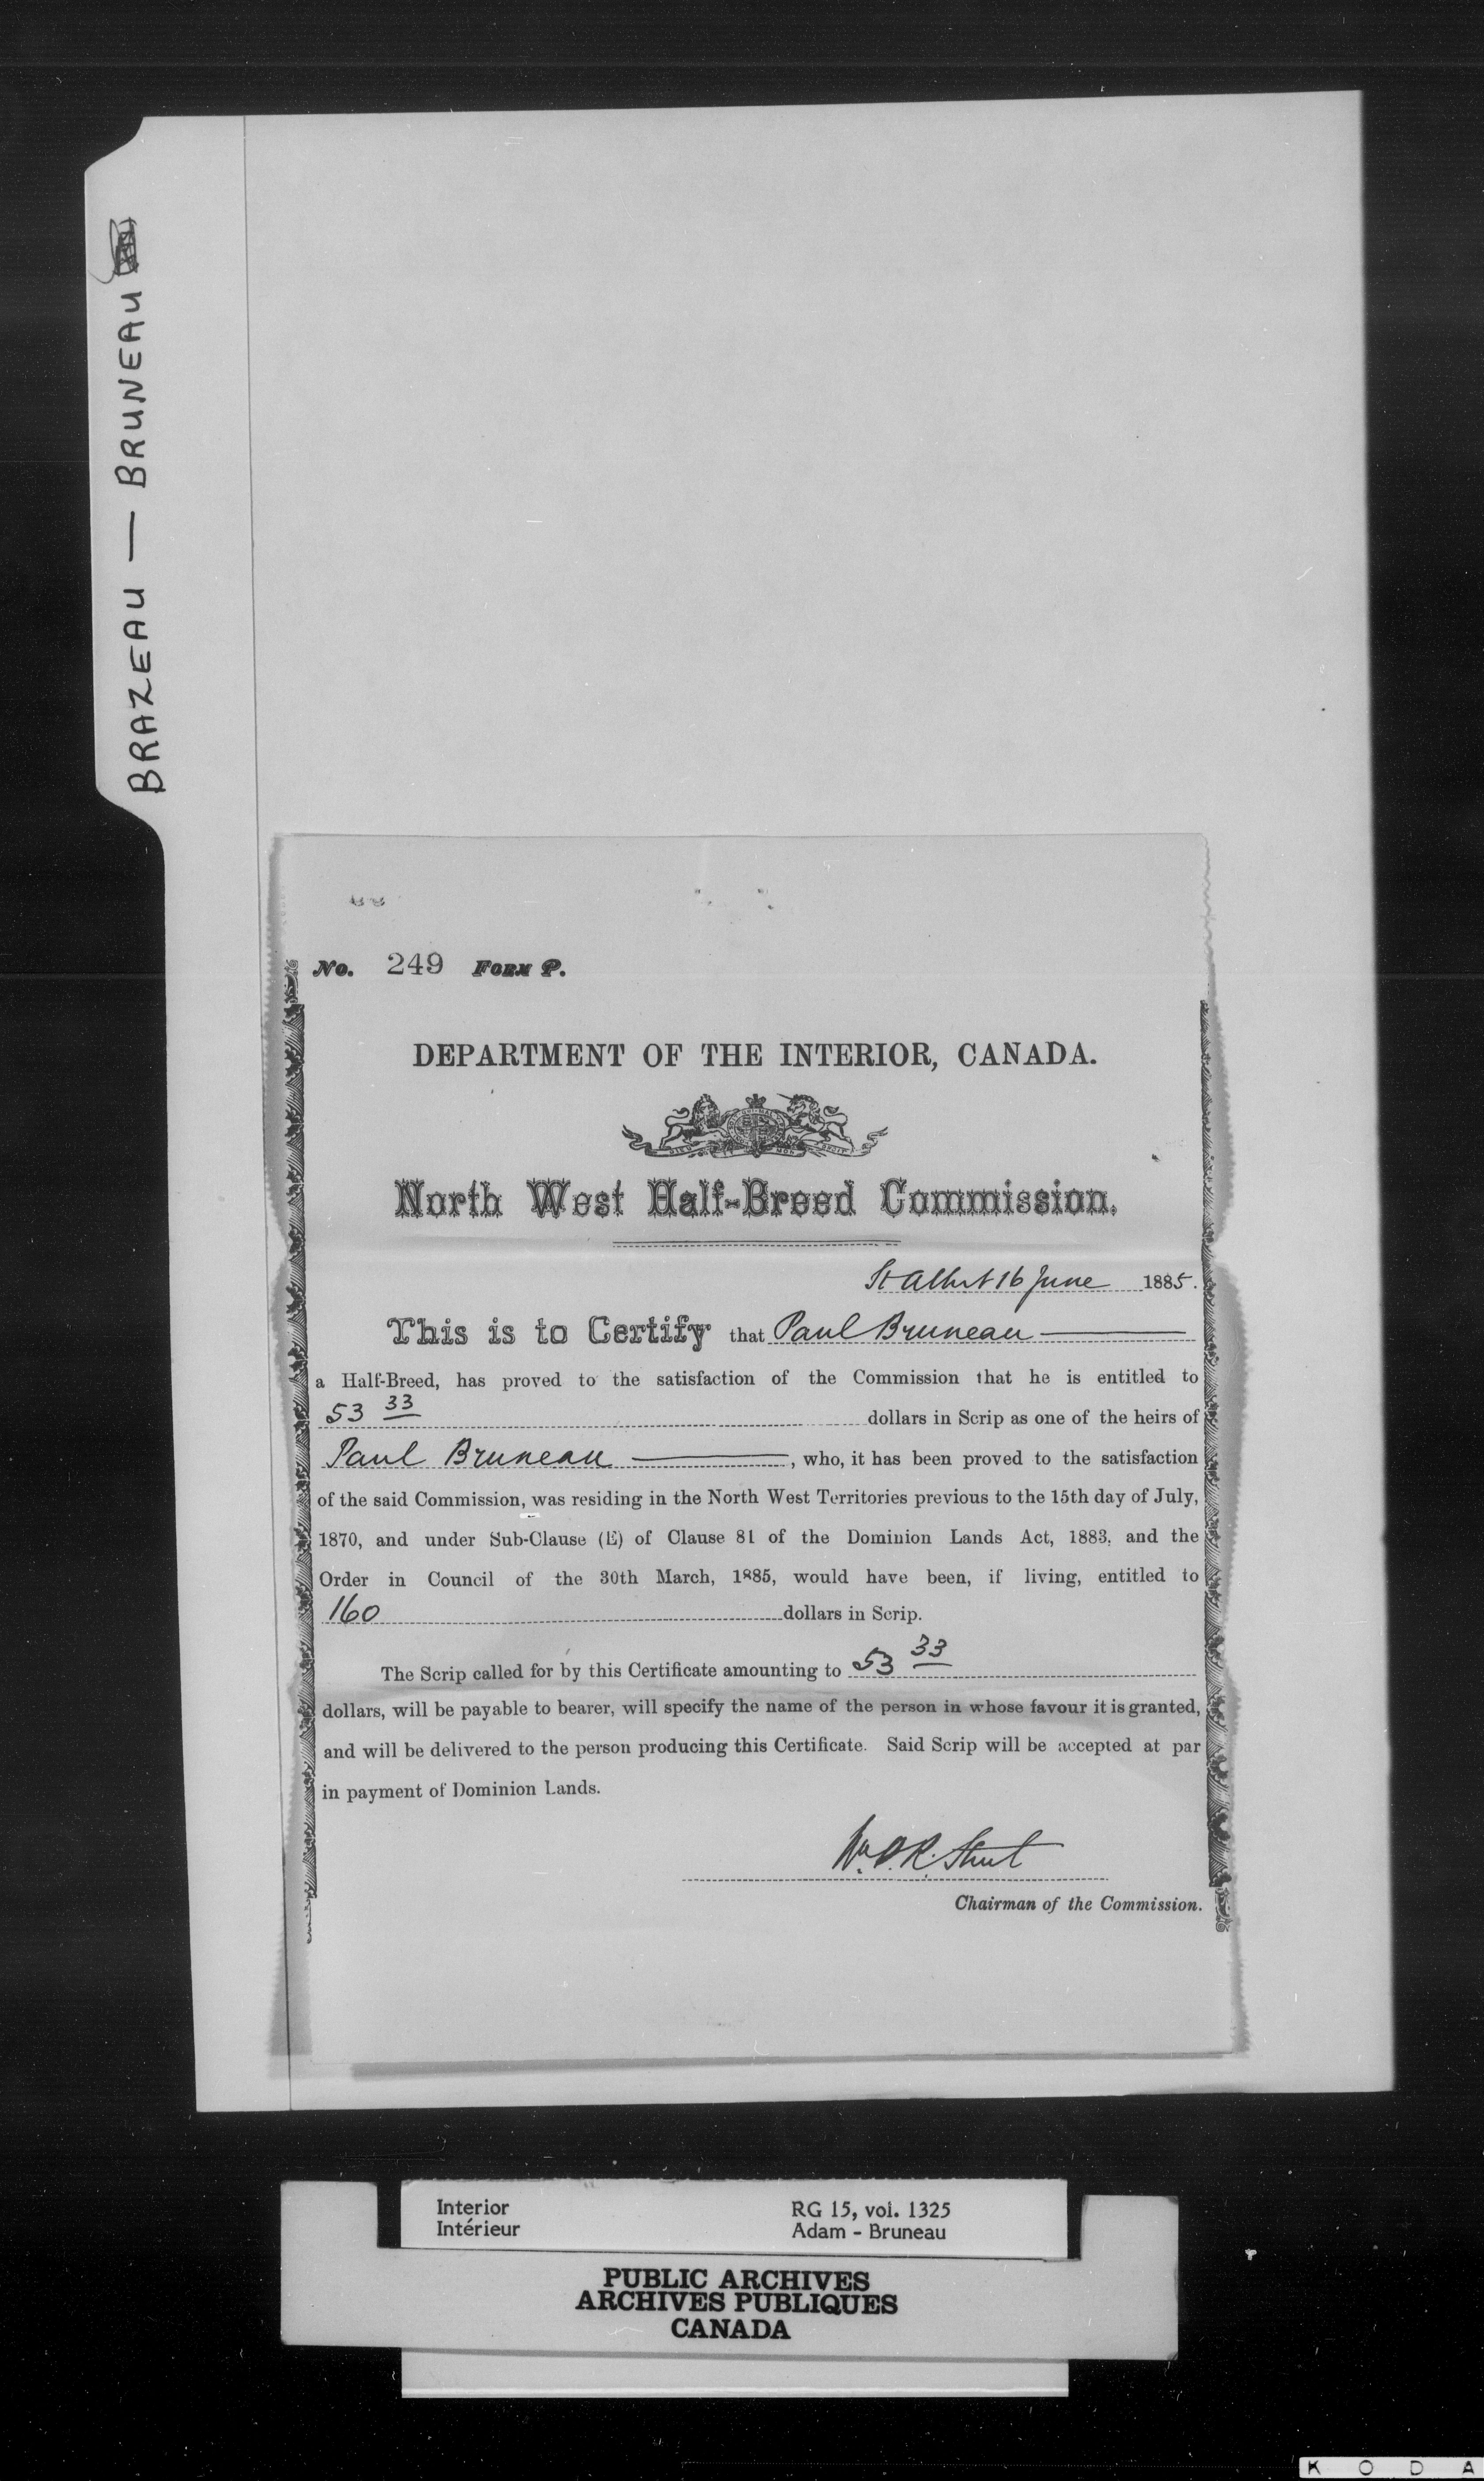 BRAZEAU — BRUNEAU
No. 249 FORM P.
DEPARTMENT OF THE INTERIOR, CANADA.
North West Half-Breed Commission.
St Albert 16 June 1885.
This is to Certify that Paul Bruneau
a Half-Breed, has proved to the satisfaction of the Commission that he is entitled to
53 33 dollars in Scrip as one of the heirs of
Paul Bruneau, who, it has been proved to the satisfaction
of the said Commission, was residing in the North West Territories previous to the 15th day of July,
1870, and under Sub-Clause (E) of Clause 81 of the Dominion Lands Act, 1883, and the
Order in Council of the 30th March, 1885, would have been, if living, entitled to
160 dollars in Scrip.
The Scrip called for by this Certificate amounting to 53 33
dollars, will be payable to bearer, will specify the name of the person in whose favour it is granted,
and will be delivered to the person producing this Certificate. Said Scrip will be accepted at par
in payment of Dominion Lands.
Wm P. R. Street
Chairman of the Commission.
Interior RG 15, vol. 1325
Intérieur Adam - Bruneau
PUBLIC ARCHIVES
ARCHIVES PUBLIQUES
CANADA
K O D A